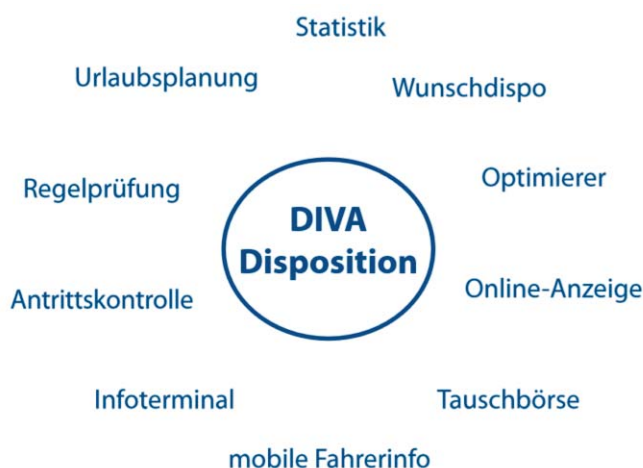 Statistik
Urlaubsplanung
Wunschdispo
Regelprüfung
Optimierer
DIVA
Disposition
Antrittskontrolle
Online-Anzeige
Infoterminal
Tauschbörse
mobile Fahrerinfo